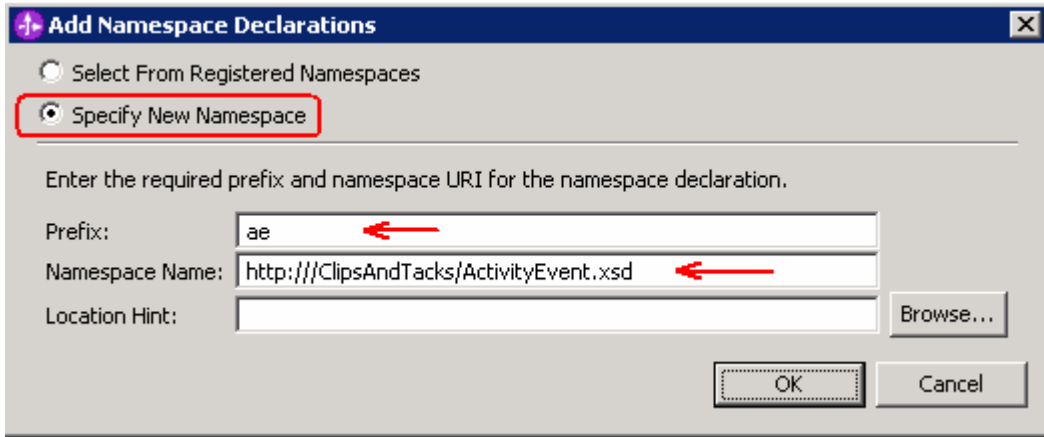 Add Namespace Declarations
Select From Registered Namespaces
Specify New Namespace
Enter the required prefix and namespace URI for the namespace declaration.
Prefix: ae
Namespace Name: http:///ClipsAndTacks/ActivityEvent.xsd
Location Hint: Browse...
OK Cancel